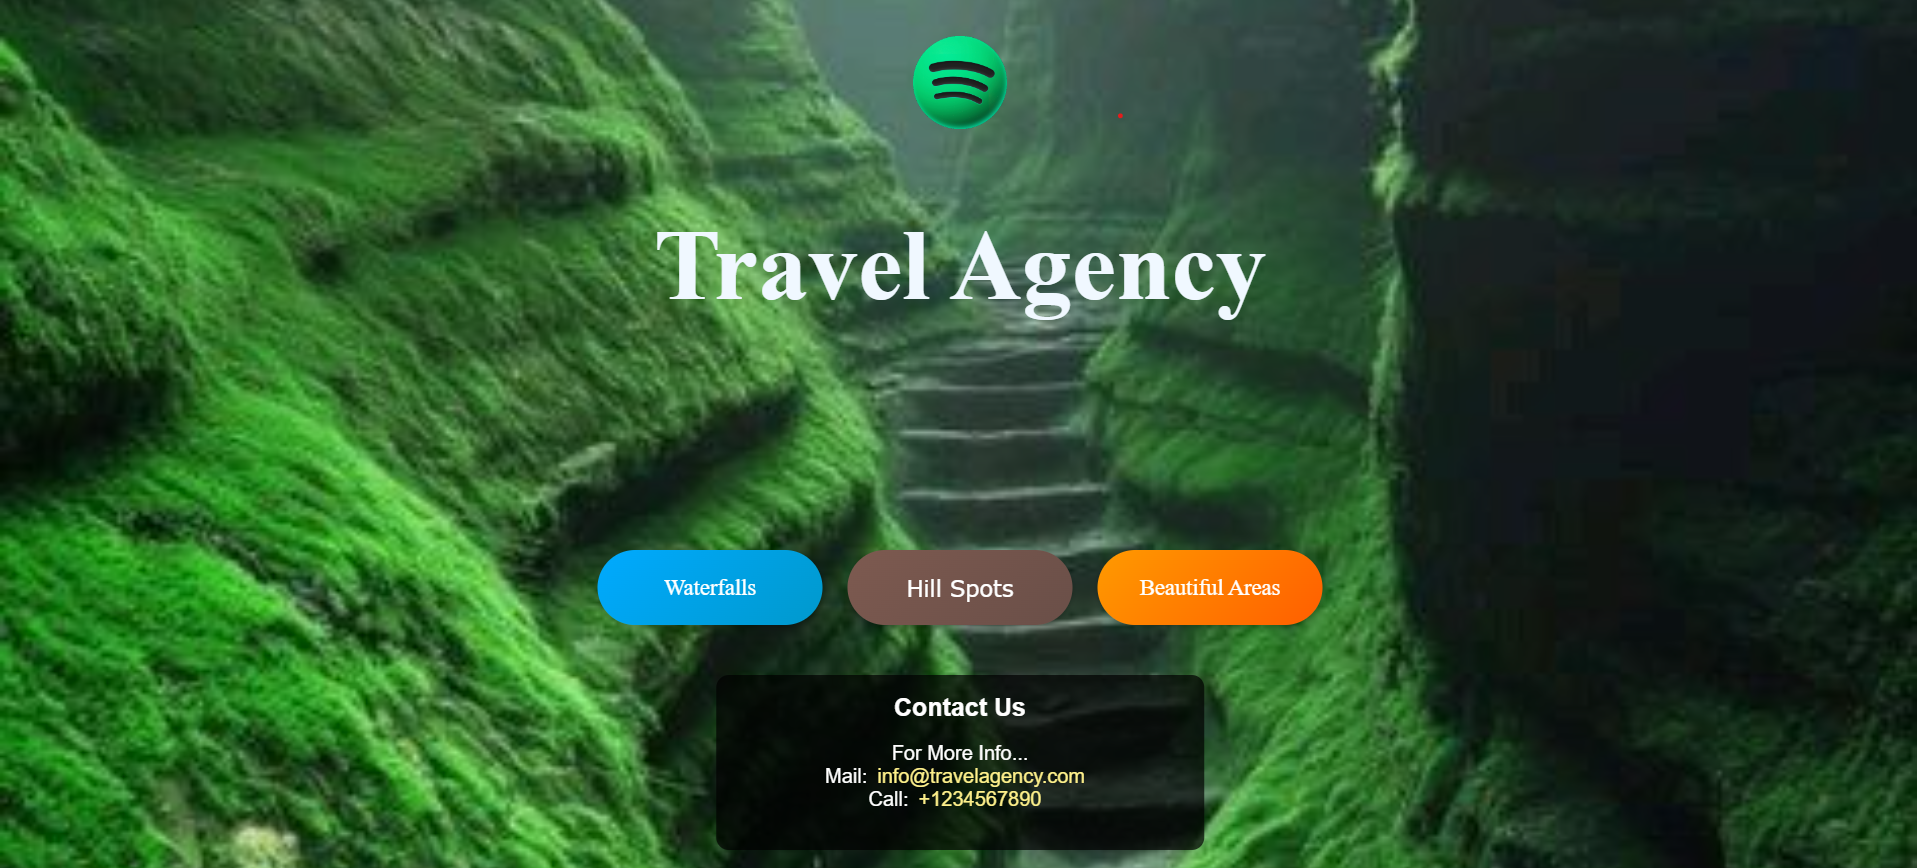 Travel Agency
Waterfalls
Hill Spots
Beautiful Areas
Contact Us
For More Info...
Mail: info@travelagency.com
Call: +1234567890